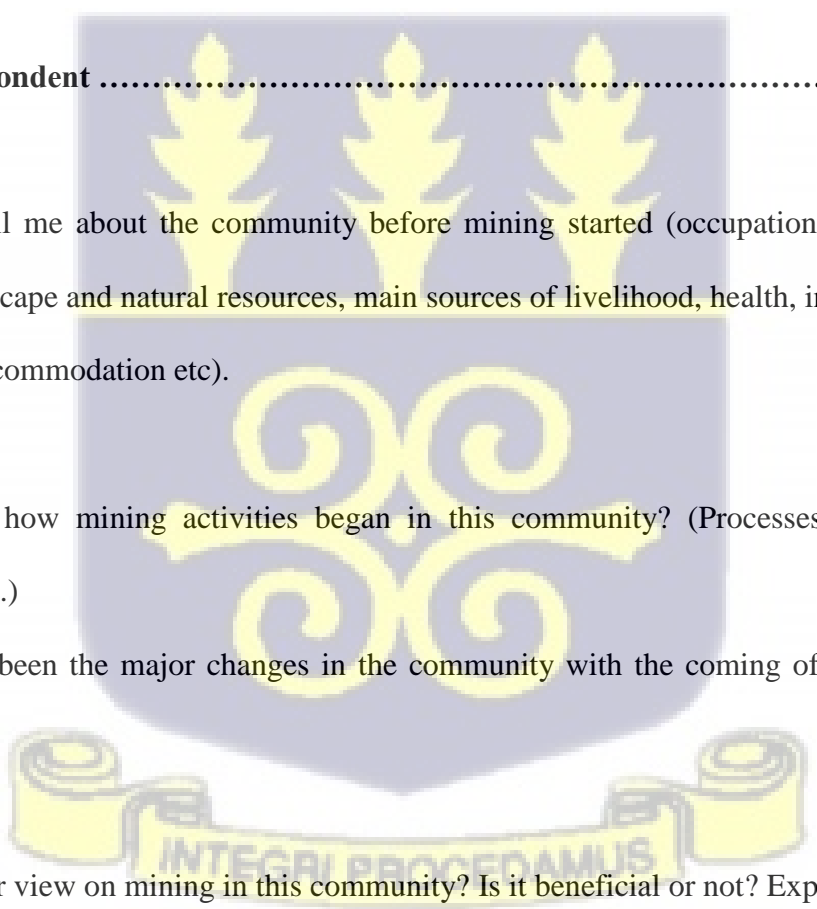 ondent ……………………………………………………………
ll me about the community before mining started (occupation
cape and natural resources, main sources of livelihood, health, i
commodation etc).
how mining activities began in this community? (Processes
.)
been the major changes in the community with the coming of
r view on mining in this community? Is it beneficial or not? Exp
INTEGRI PROCEDAMUS